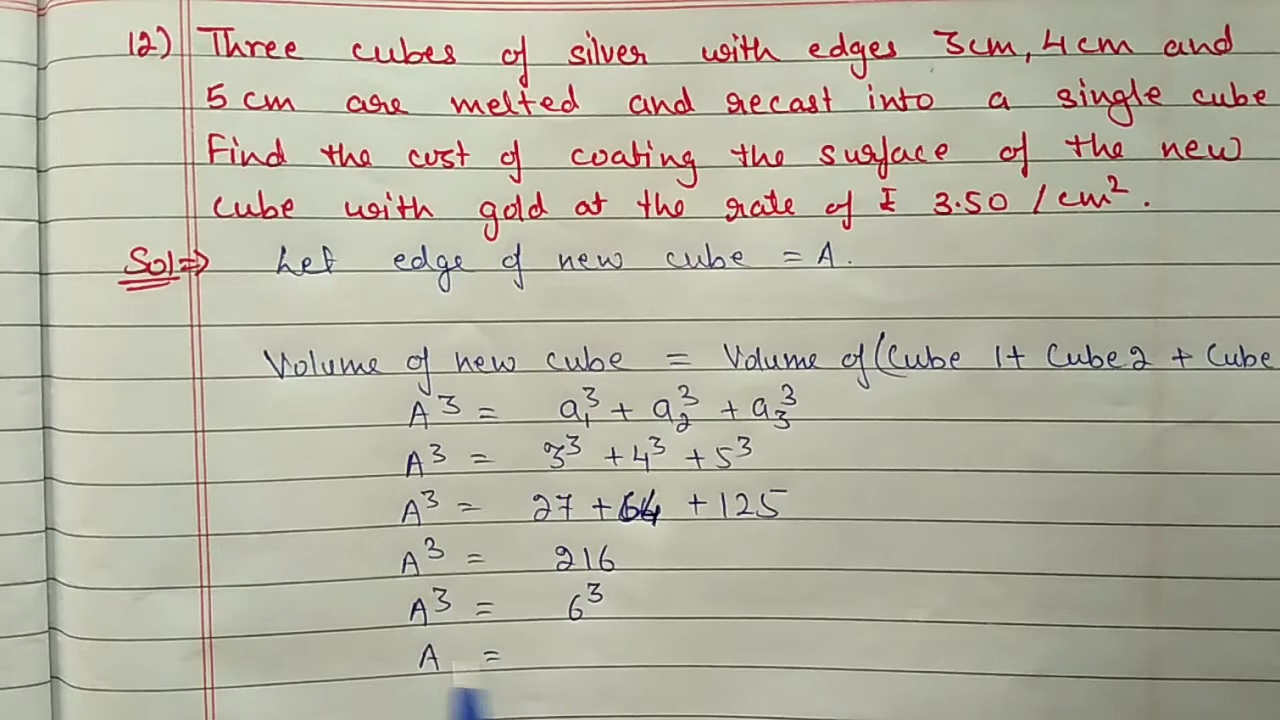 12) Three cubes of silver with edges 3cm, 4cm and
5 cm are melted and recast into a single cube
Find the cost of coating the surface of the new
cube with gold at the rate of ₹ 3.50 / cm².
Sol⇒ Let edge of new cube = A.
Volume of new cube = Volume of (Cube 1 + Cube 2 + Cube
A³ = a₁³ + a₂³ + a₃³
A³ = 3³ + 4³ + 5³
A³ = 27 + 64 + 125
A³ = 216
A³ = 6³
A =